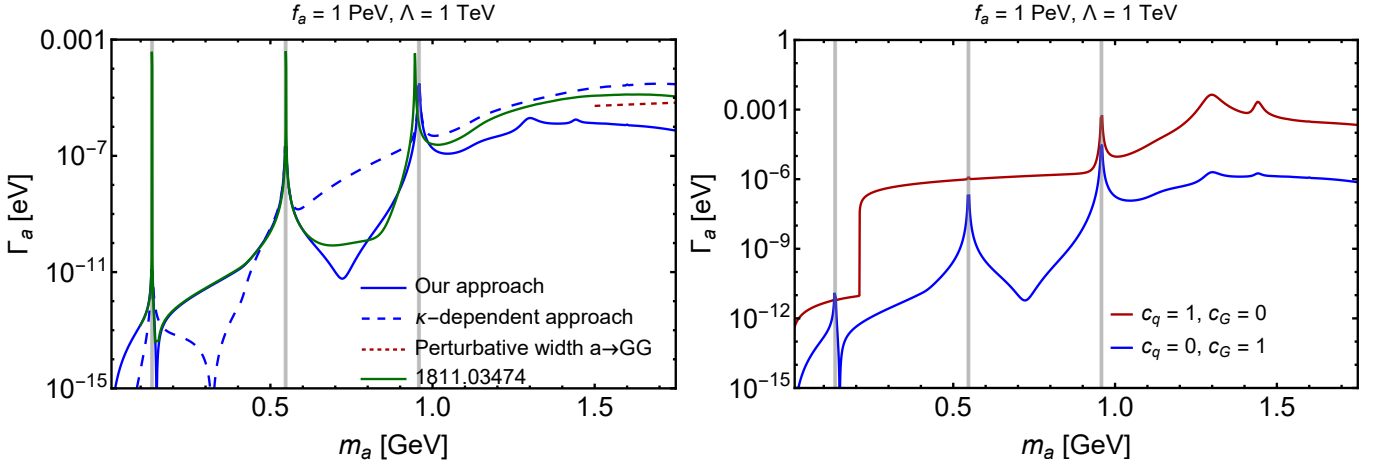 f_a = 1 PeV, Λ = 1 TeV
0.001
10⁻⁷
10⁻¹¹
10⁻¹⁵
Γ_a [eV]
Our approach
κ−dependent approach
Perturbative width a→GG
1811.03474
0.5
1.0
1.5
m_a [GeV]
f_a = 1 PeV, Λ = 1 TeV
1
0.001
10⁻⁶
10⁻⁹
10⁻¹²
10⁻¹⁵
Γ_a [eV]
c_q = 1, c_G = 0
c_q = 0, c_G = 1
0.5
1.0
1.5
m_a [GeV]